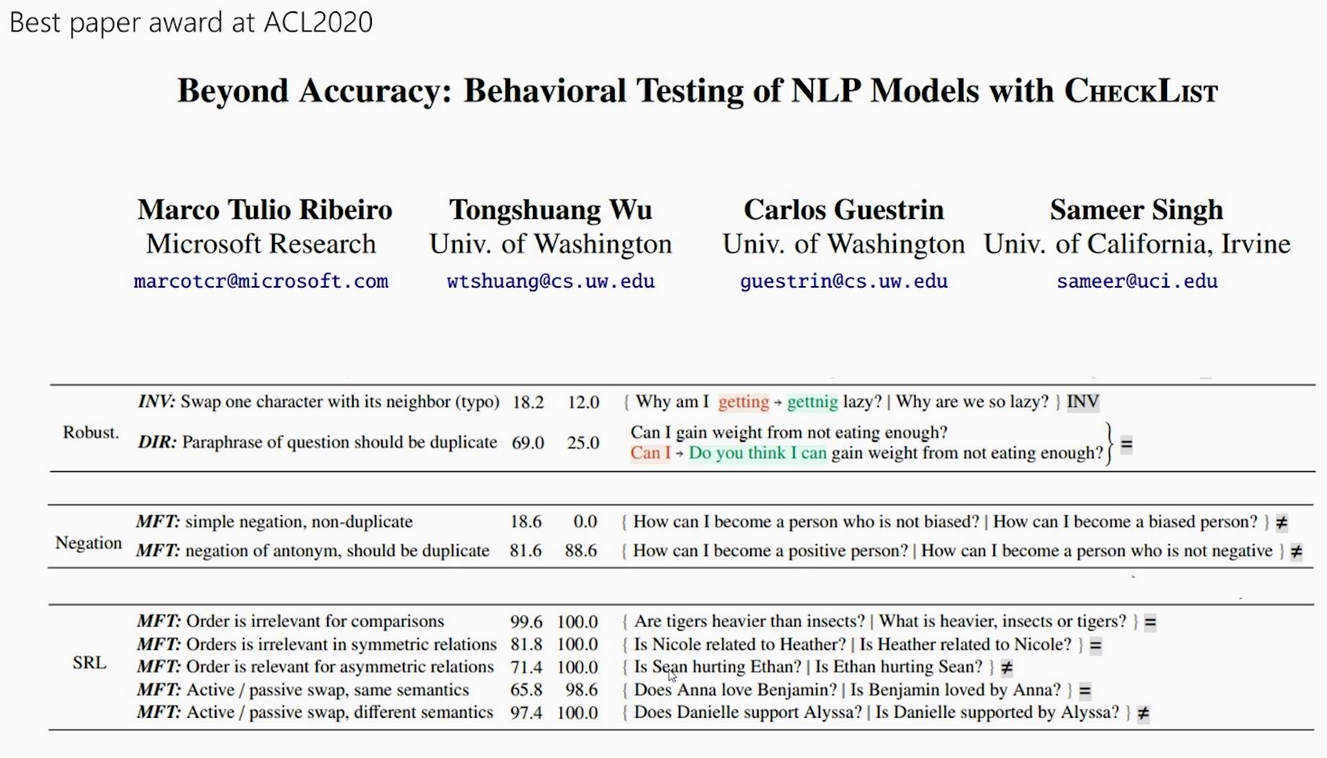 Best paper award at ACL2020
Beyond Accuracy: Behavioral Testing of NLP Models with CHECKLIST
Marco Tulio Ribeiro Tongshuang Wu Carlos Guestrin Sameer Singh
Microsoft Research Univ. of Washington Univ. of Washington Univ. of California, Irvine
marcotcr@microsoft.com wtshuang@cs.uw.edu guestrin@cs.uw.edu sameer@uci.edu
INV: Swap one character with its neighbor (typo) 18.2 12.0 { Why am I getting → gettnig lazy? | Why are we so lazy? } INV
Robust.
DIR: Paraphrase of question should be duplicate 69.0 25.0 Can I gain weight from not eating enough?
Can I → Do you think I can gain weight from not eating enough? } =
MFT: simple negation, non-duplicate 18.6 0.0 { How can I become a person who is not biased? | How can I become a biased person? } ≠
Negation
MFT: negation of antonym, should be duplicate 81.6 88.6 { How can I become a positive person? | How can I become a person who is not negative } ≠
MFT: Order is irrelevant for comparisons 99.6 100.0 { Are tigers heavier than insects? | What is heavier, insects or tigers? } =
MFT: Orders is irrelevant in symmetric relations 81.8 100.0 { Is Nicole related to Heather? | Is Heather related to Nicole? } =
SRL MFT: Order is relevant for asymmetric relations 71.4 100.0 { Is Sean hurting Ethan? | Is Ethan hurting Sean? } ≠
MFT: Active / passive swap, same semantics 65.8 98.6 { Does Anna love Benjamin? | Is Benjamin loved by Anna? } =
MFT: Active / passive swap, different semantics 97.4 100.0 { Does Danielle support Alyssa? | Is Danielle supported by Alyssa? } ≠